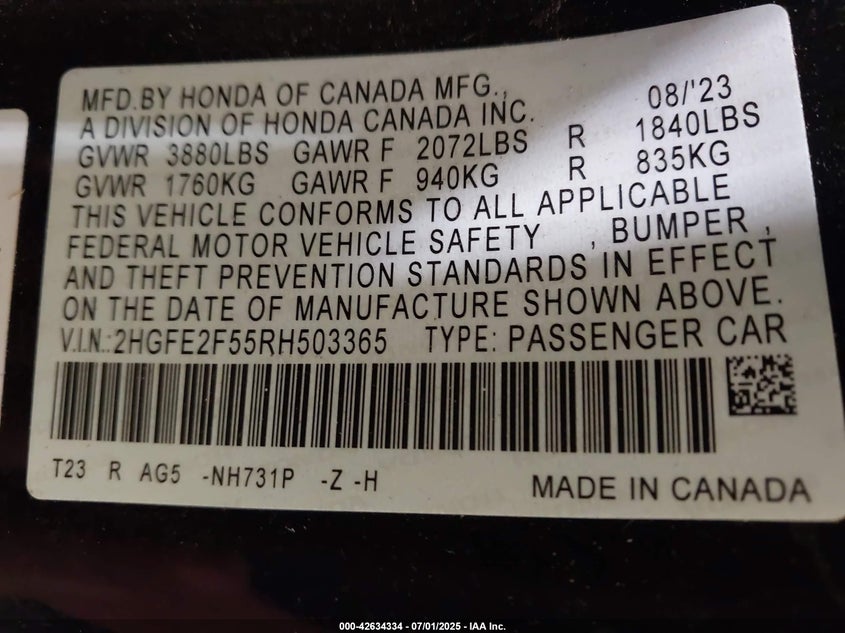 MFD.BY HONDA OF CANADA MFG., 08/'23
A DIVISION OF HONDA CANADA INC.
GVWR 3880LBS GAWR F 2072LBS R 1840LBS
GVWR 1760KG GAWR F 940KG R 835KG
THIS VEHICLE CONFORMS TO ALL APPLICABLE
FEDERAL MOTOR VEHICLE SAFETY , BUMPER ,
AND THEFT PREVENTION STANDARDS IN EFFECT
ON THE DATE OF MANUFACTURE SHOWN ABOVE.
V.I.N.:2HGFE2F55RH503365 TYPE: PASSENGER CAR
T23 R AG5 -NH731P -Z -H
MADE IN CANADA
000-42634334 / 07/01/2025 - IAA Inc.